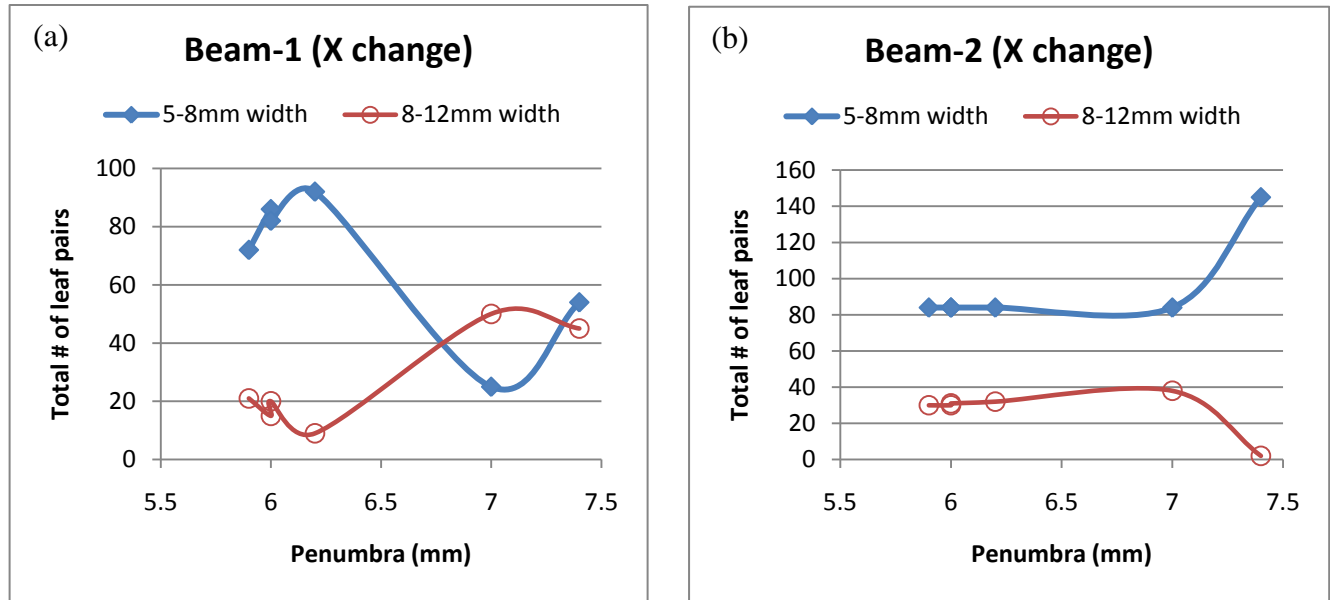 (a)
Beam-1 (X change)
5-8mm width 8-12mm width
100
80
60
40
20
0
5.5 6 6.5 7 7.5
Total # of leaf pairs
Penumbra (mm)
(b)
Beam-2 (X change)
5-8mm width 8-12mm width
160
140
120
100
80
60
40
20
0
5.5 6 6.5 7 7.5
Total # of leaf pairs
Penumbra (mm)